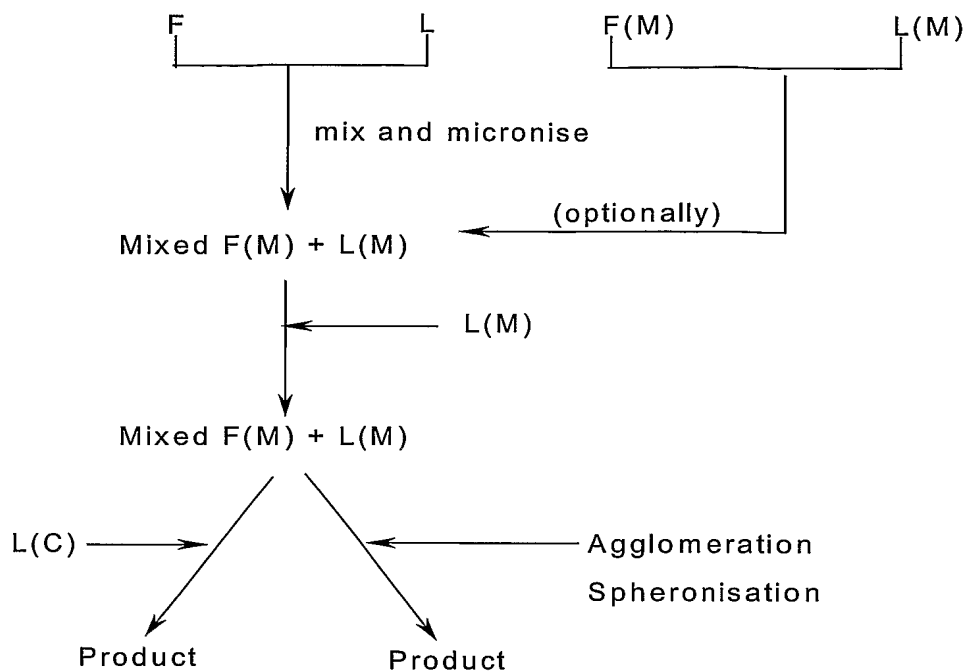 F L F(M) L(M)
mix and micronise
(optionally)
Mixed F(M) + L(M)
L(M)
Mixed F(M) + L(M)
L(C)
Agglomeration
Spheronisation
Product Product